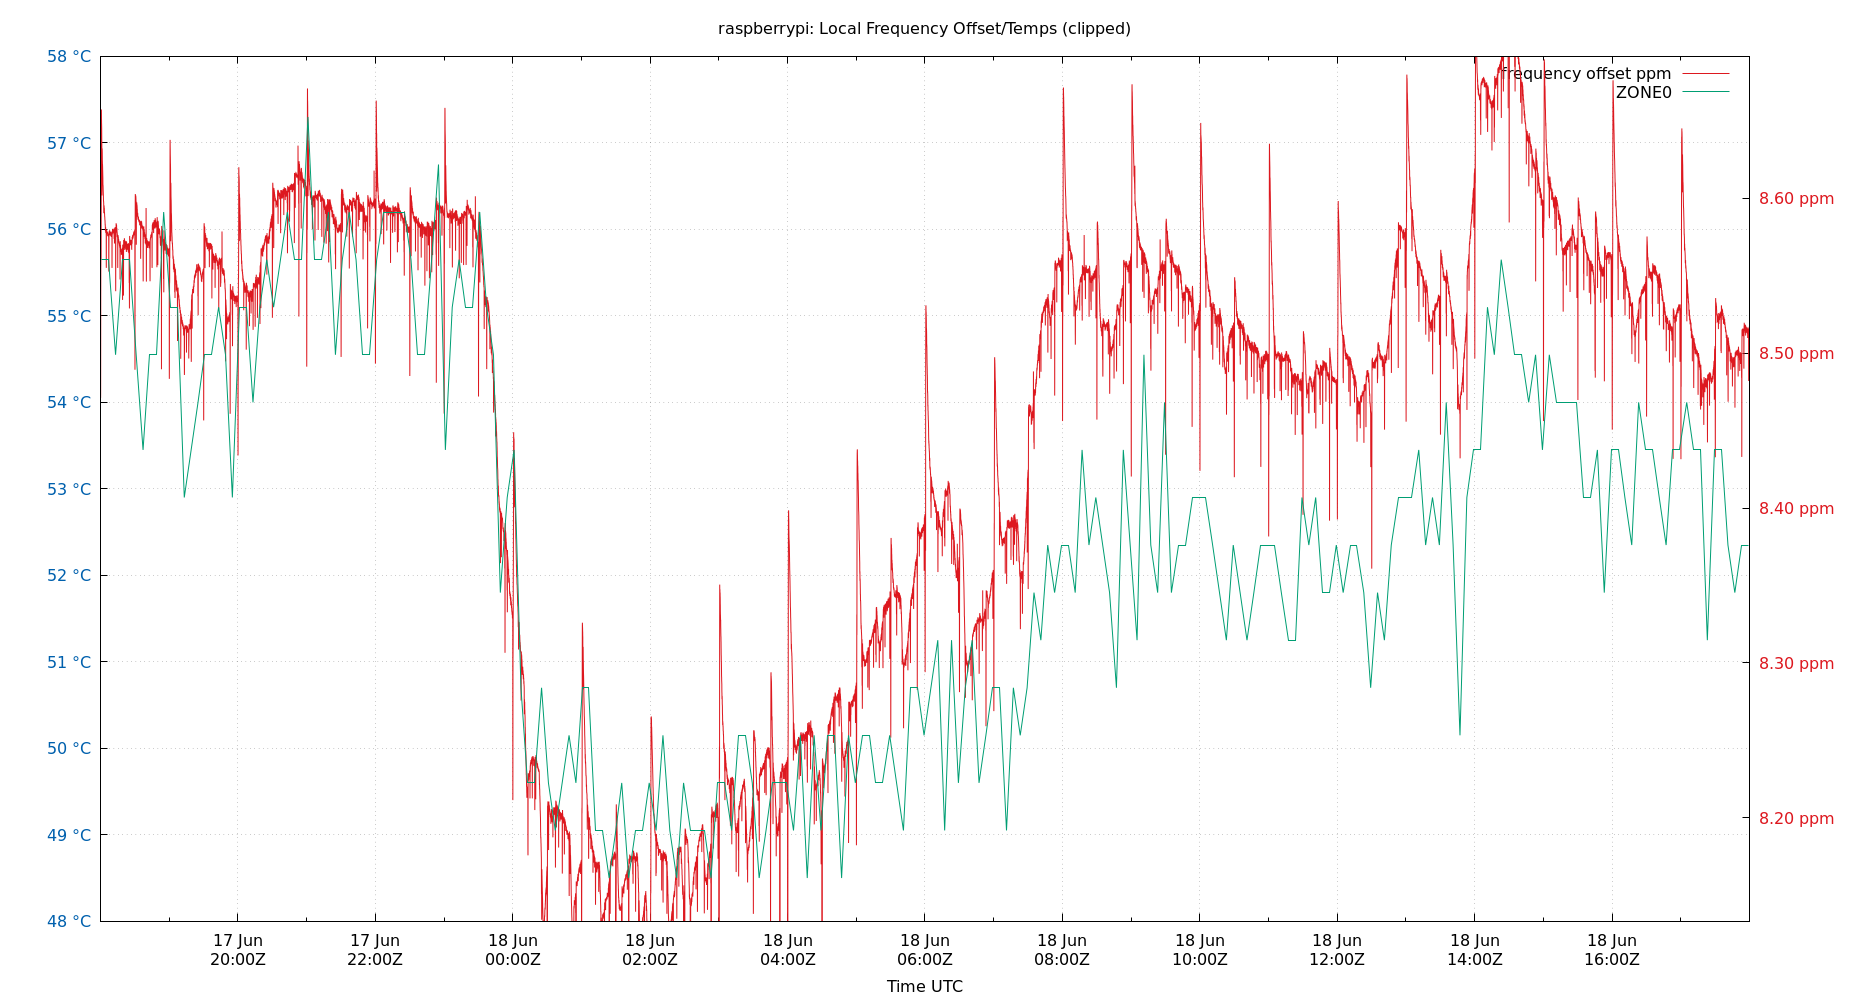 raspberrypi: Local Frequency Offset/Temps (clipped)
58 °C
57 °C
56 °C
55 °C
54 °C
53 °C
52 °C
51 °C
50 °C
49 °C
48 °C
frequency offset ppm
ZONE0
8.60 ppm
8.50 ppm
8.40 ppm
8.30 ppm
8.20 ppm
17 Jun
20:00Z
17 Jun
22:00Z
18 Jun
00:00Z
18 Jun
02:00Z
18 Jun
04:00Z
18 Jun
06:00Z
18 Jun
08:00Z
18 Jun
10:00Z
18 Jun
12:00Z
18 Jun
14:00Z
18 Jun
16:00Z
Time UTC